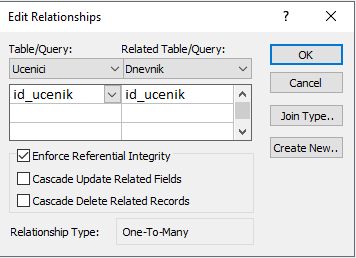 Edit Relationships ? ×
Table/Query: Related Table/Query:
Ucenici Dnevnik
id_ucenik id_ucenik
OK
Cancel
Join Type..
Create New..
Enforce Referential Integrity
Cascade Update Related Fields
Cascade Delete Related Records
Relationship Type: One-To-Many